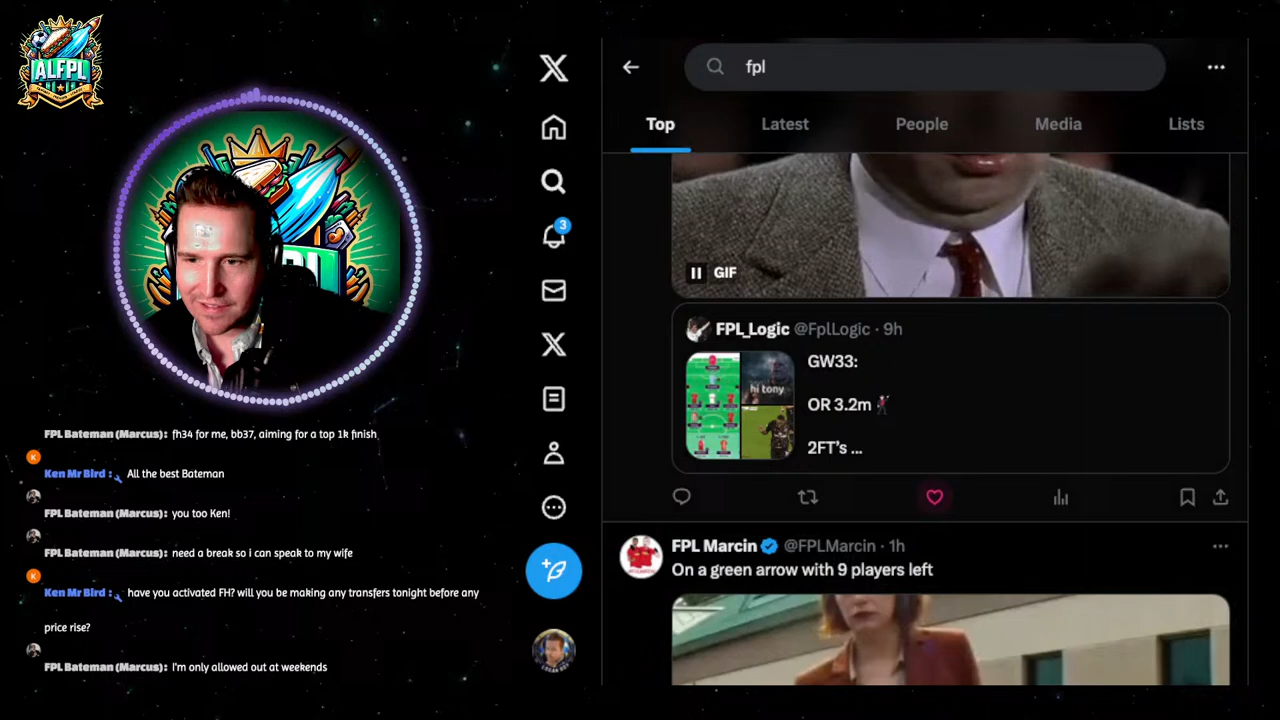 ALFPL
fpl
Top
Latest
People
Media
Lists
GIF
FPL_Logic @FplLogic · 9h
GW33:
hi tony
OR 3.2m
2FT's ...
3
FPL Marcin @FPLMarcin · 1h
On a green arrow with 9 players left
FPL Bateman (Marcus): fh34 for me, bb37, aiming for a top 1k finish
K
Ken Mr Bird : All the best Bateman
FPL Bateman (Marcus): you too Ken!
FPL Bateman (Marcus): need a break so i can speak to my wife
K
Ken Mr Bird : have you activated FH? will you be making any transfers tonight before any
price rise?
FPL Bateman (Marcus): I'm only allowed out at weekends